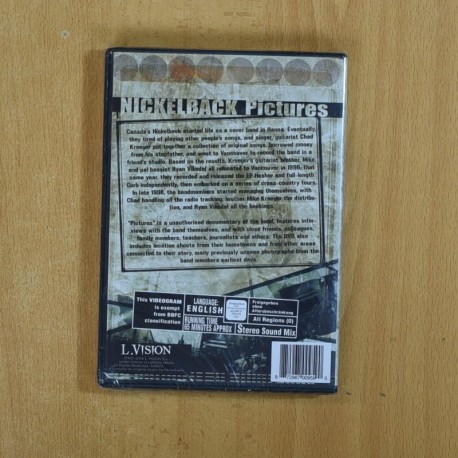 NICKELBACK Pictures
Canada's Nickelback started life as a cover band in Hanna. Eventually,
they tired of playing other people's songs, and singer, guitarist Chad
Kroeger put together a collection of original songs, borrowed money
from his stepfather, and went to Vancouver to record the band in a
friend's studio. Based on the results, Kroeger's guitarist brother, Mike
and pal bassist Ryan Vikedal all relocated to Vancouver in 1996; that
same year, they recorded and released the EP Hesher and full-length
Curb independently, then embarked on a series of cross-country tours.
In late 1998, the bandmembers started managing themselves, with
Chad handling all the radio tracking, brother Mike Kroeger the distribu-
tion, and Ryan Vikedal all the bookings.
"Pictures" is a unauthorised documentary of the band, features inter-
views with the band themselves, and with close friends, colleagues,
family members, teachers, journalists and others. The DVD also
includes location shoots from their hometowns and from other areas
connected to their story, many previously unseen photographs from the
band members earliest days.
This VIDEOGRAM
is exempt
from BBFC
classification
LANGUAGE:
ENGLISH
RUNNING TIME
65 MINUTES APPROX
Freigegeben
ohne
Altersbeschränkung
All Regions (0)
Stereo Sound Mix
L.VISION